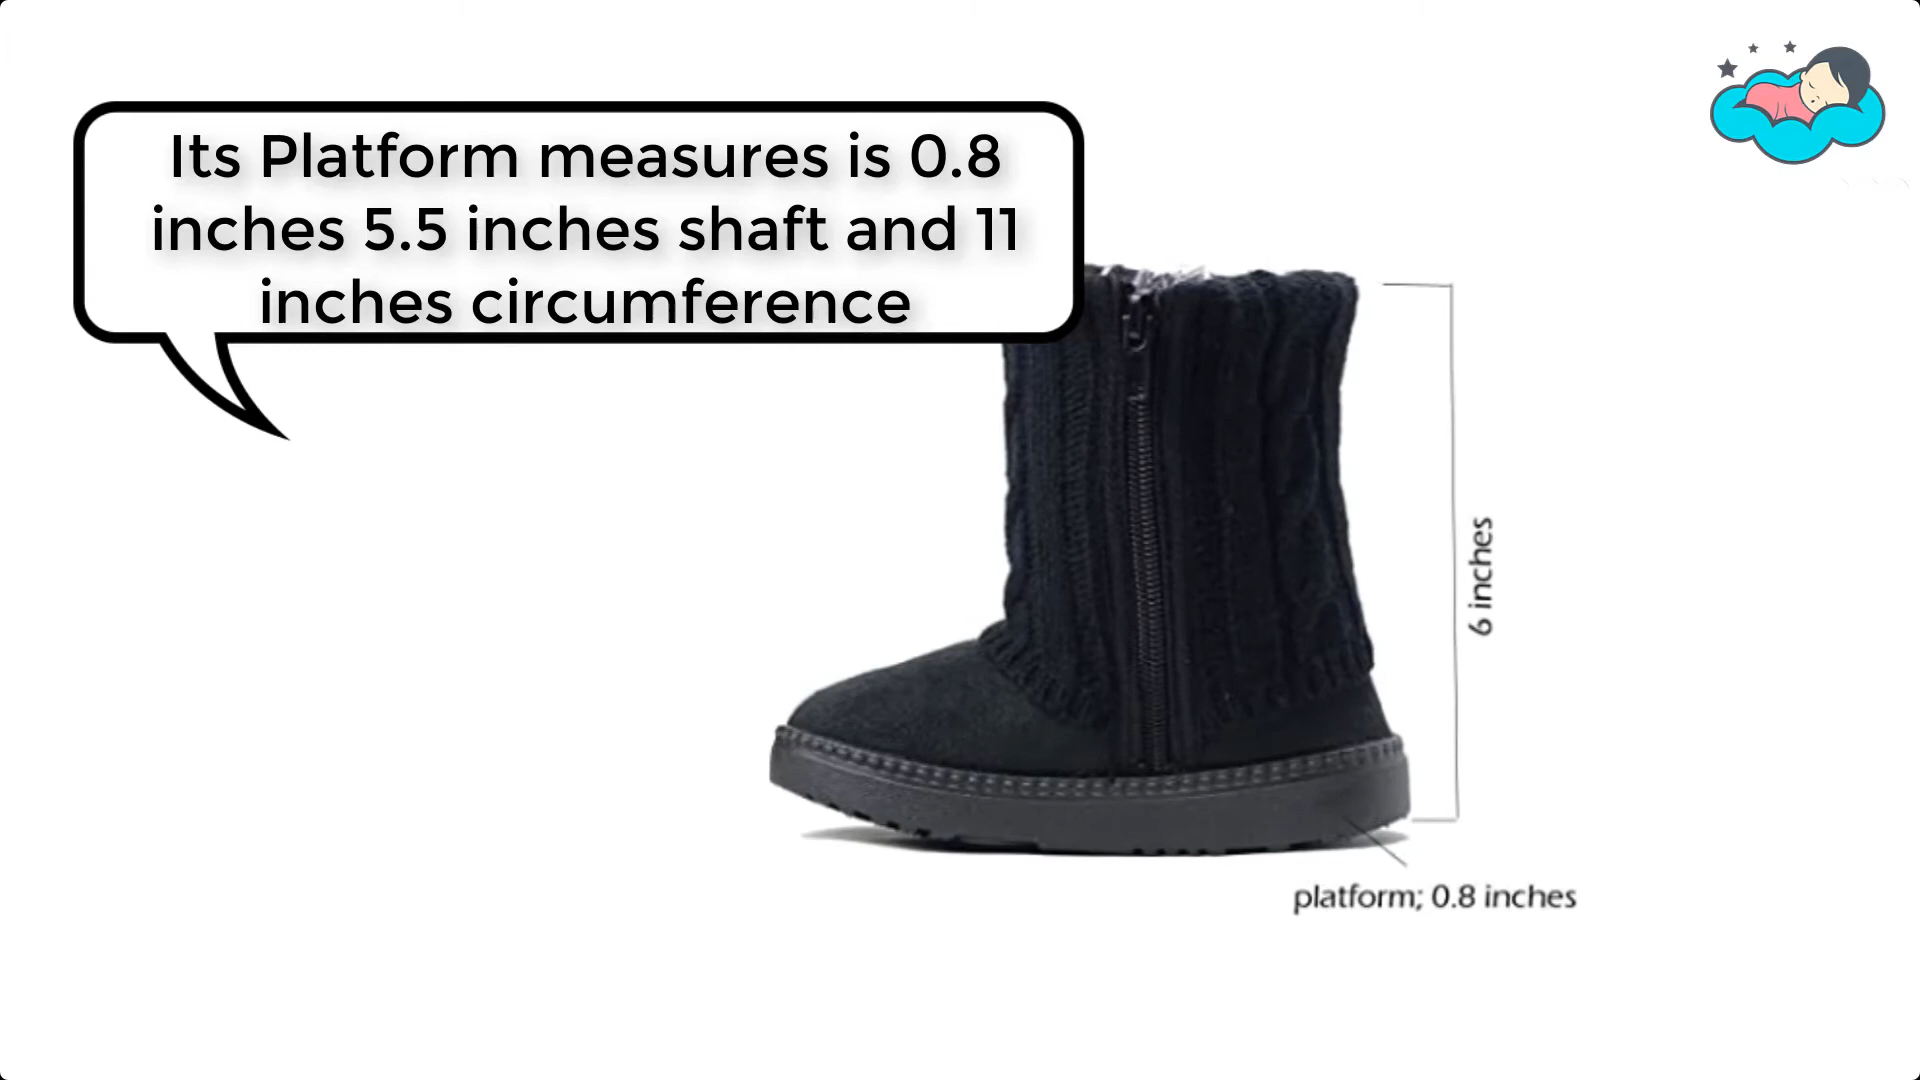 Its Platform measures is 0.8
inches 5.5 inches shaft and 11
inches circumference
6 inches
platform; 0.8 inches